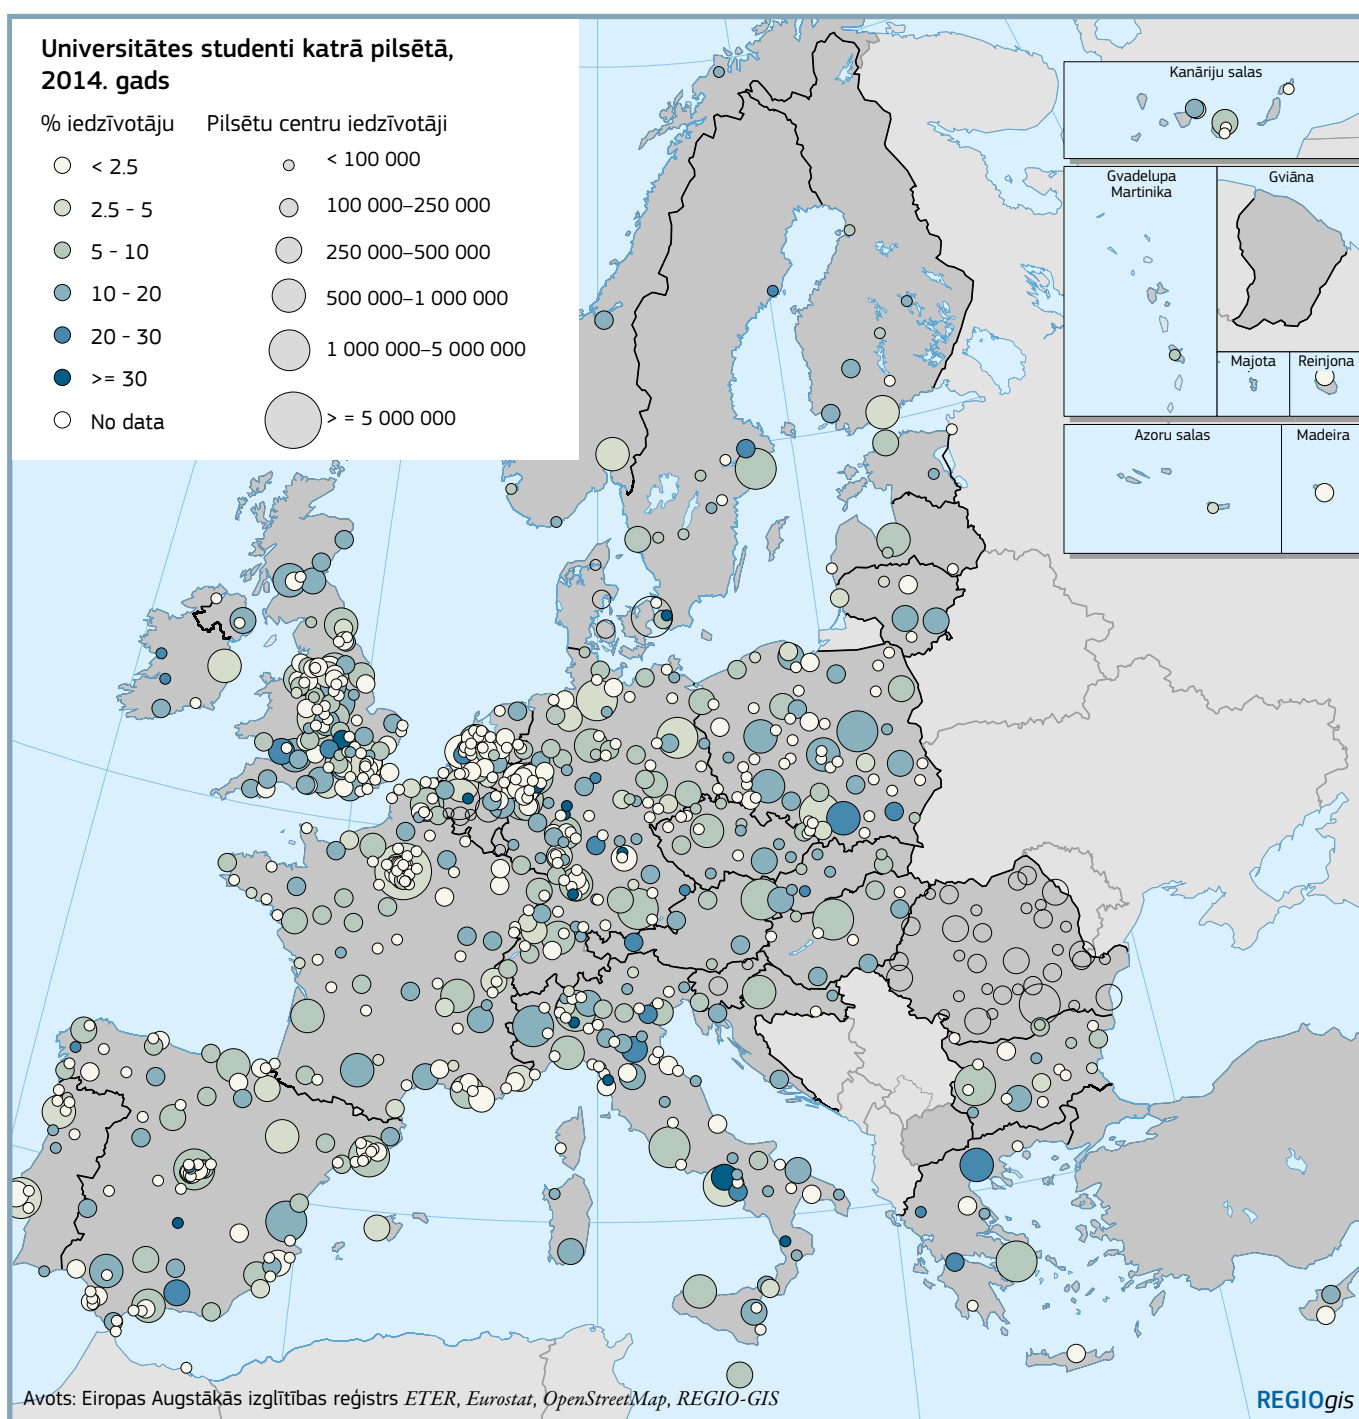 Universitātes studenti katrā pilsētā,
2014. gads
% iedzīvotāju
< 2.5
2.5 - 5
5 - 10
10 - 20
20 - 30
>= 30
No data
Pilsētu centru iedzīvotāji
< 100 000
100 000–250 000
250 000–500 000
500 000–1 000 000
1 000 000–5 000 000
> = 5 000 000
Kanāriju salas
Gvadelupa
Martinika
Gviāna
Majota
Reinjona
Azoru salas
Madeira
Avots: Eiropas Augstākās izglītības reģistrs ETER, Eurostat, OpenStreetMap, REGIO-GIS
REGIOgis